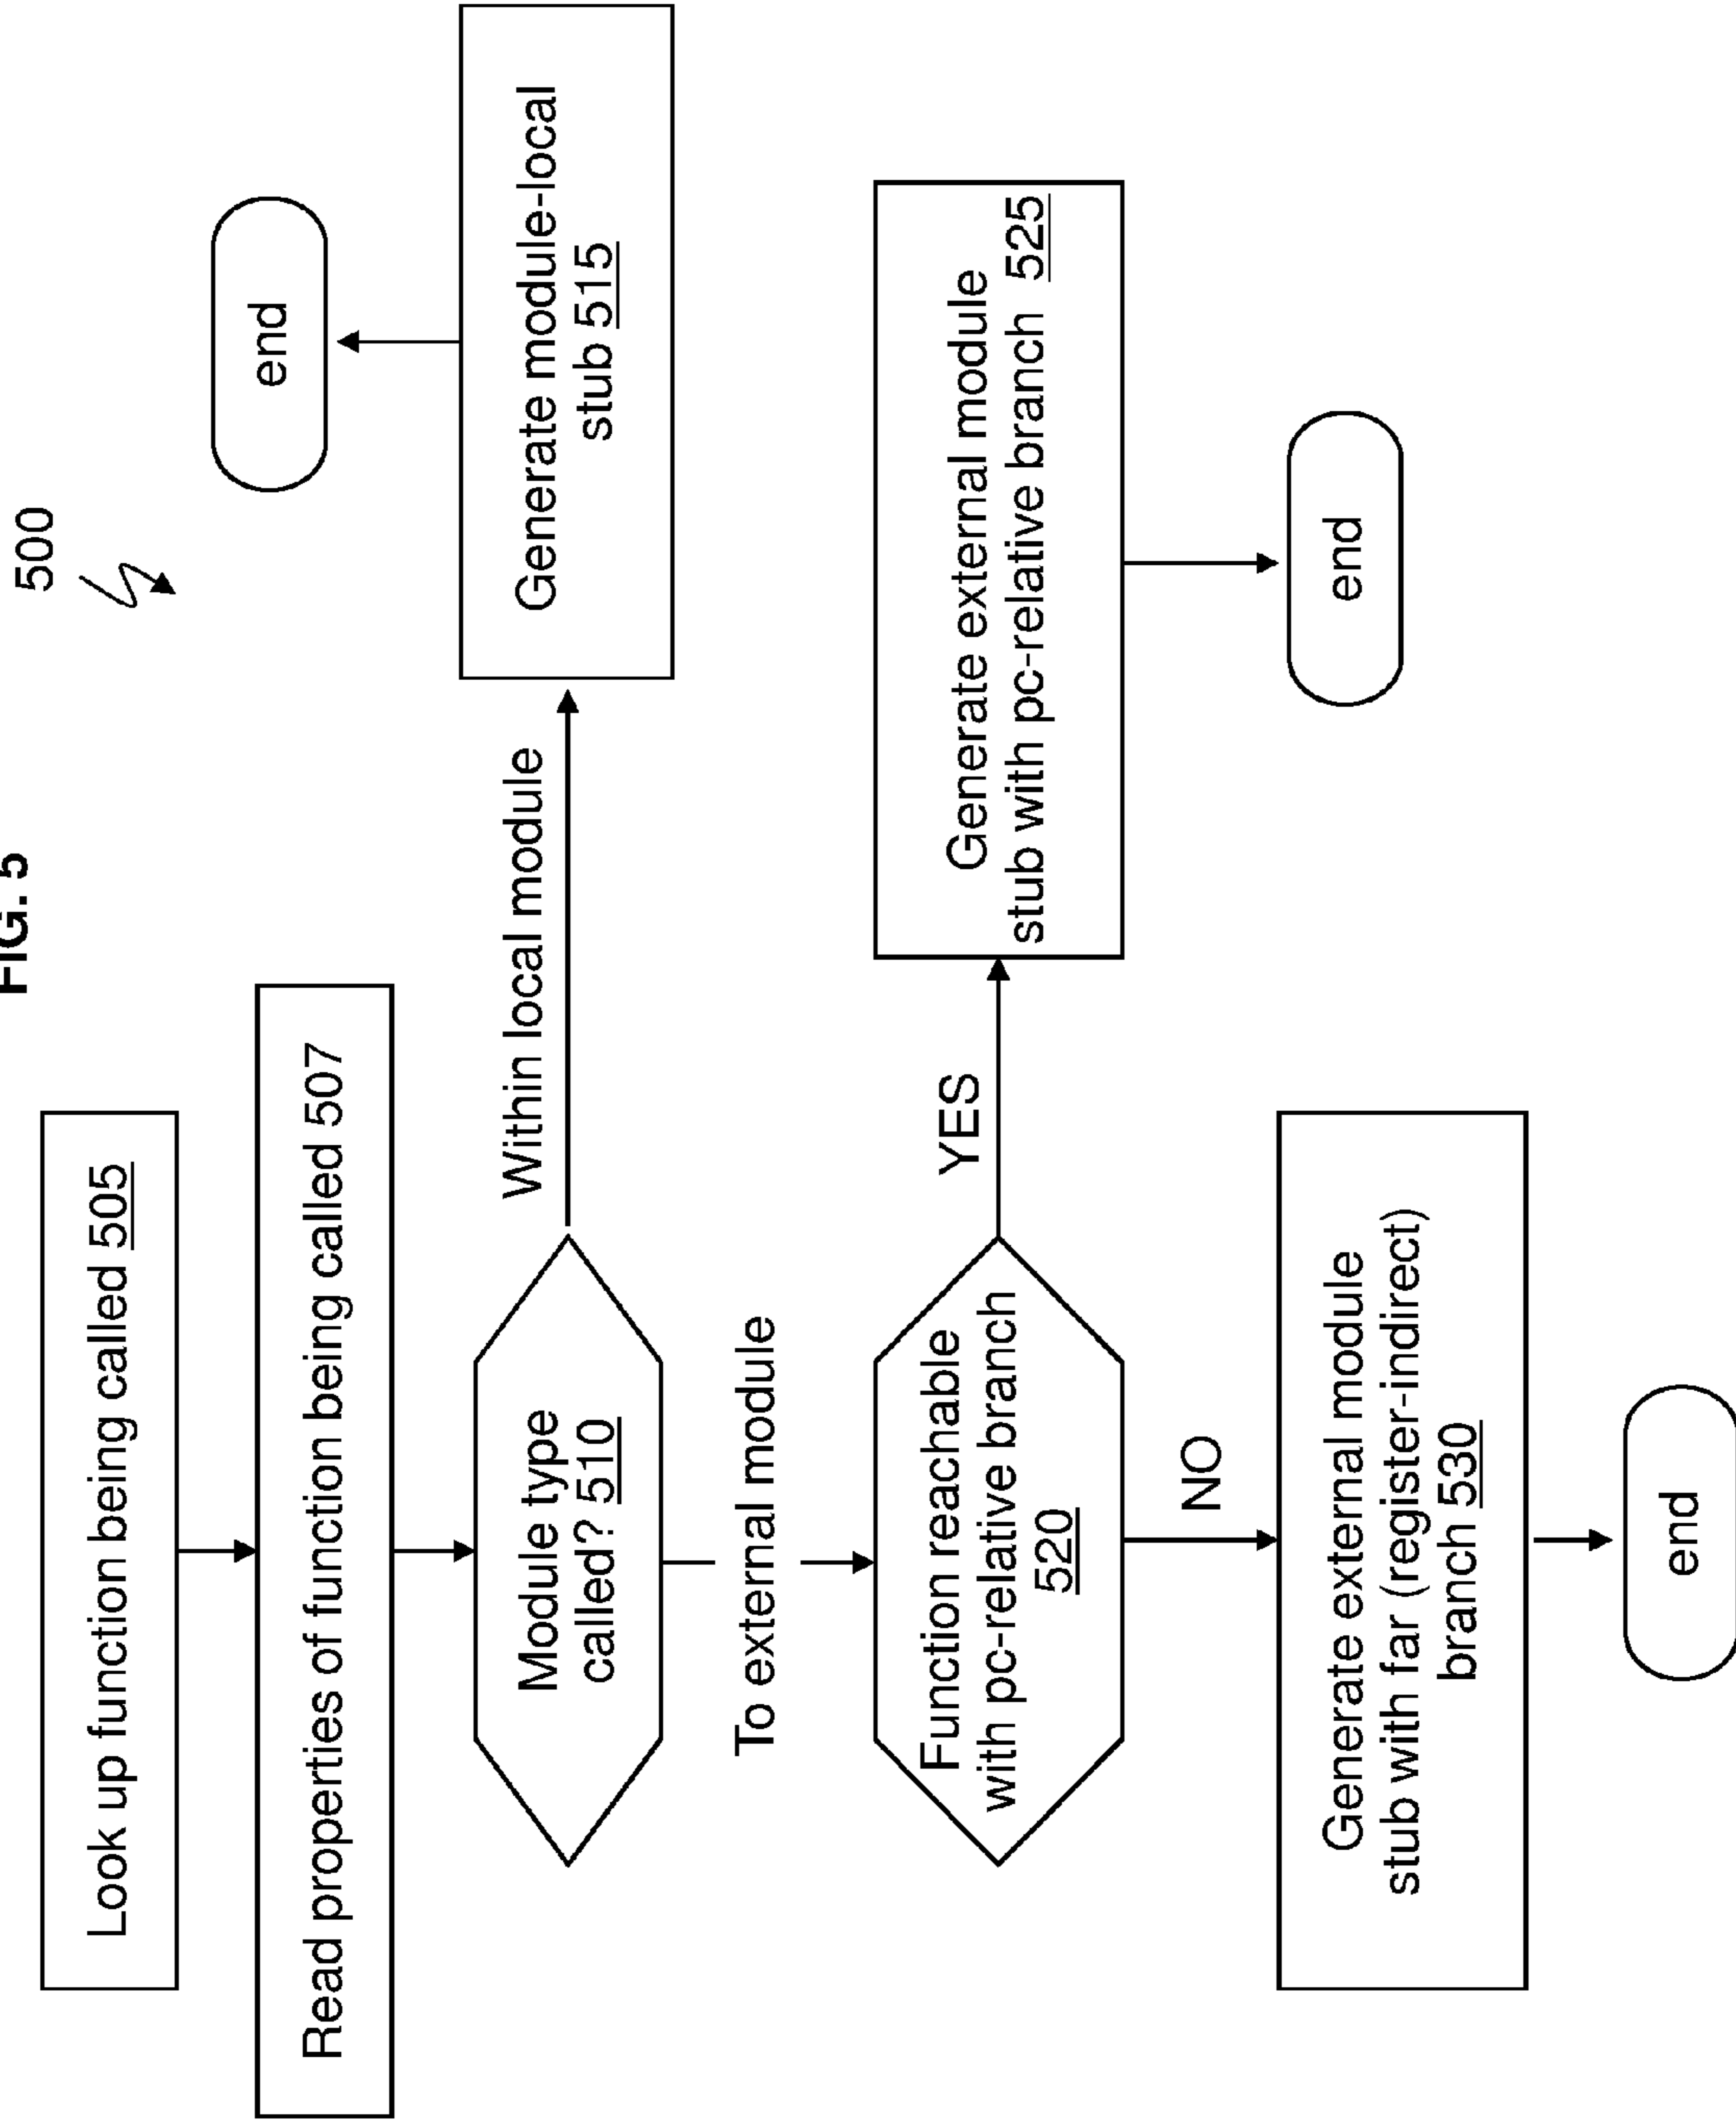 FIG. 5
500
Look up function being called 505
Read properties of function being called 507
Module type
called? 510
Within local module
Generate module-local
stub 515
end
To external module
Function reachable
with pc-relative branch
520
YES
Generate external module
stub with pc-relative branch 525
end
NO
Generate external module
stub with far (register-indirect)
branch 530
end